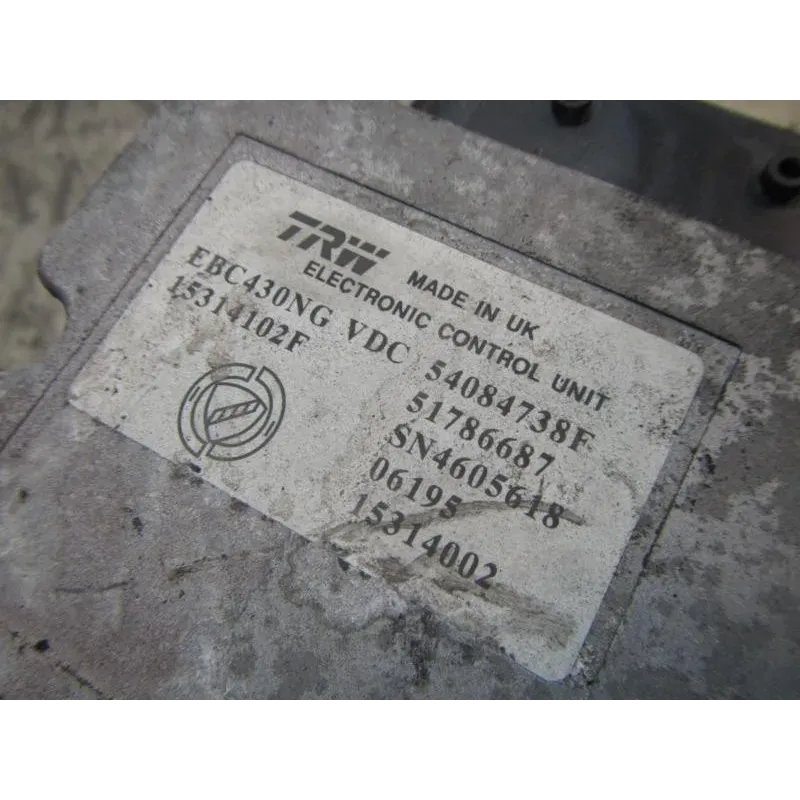 TRW MADE IN UK
ELECTRONIC CONTROL UNIT
EBC430NG VDC 54084738F
15314102F 51786687
SN4605618
06195
15314002